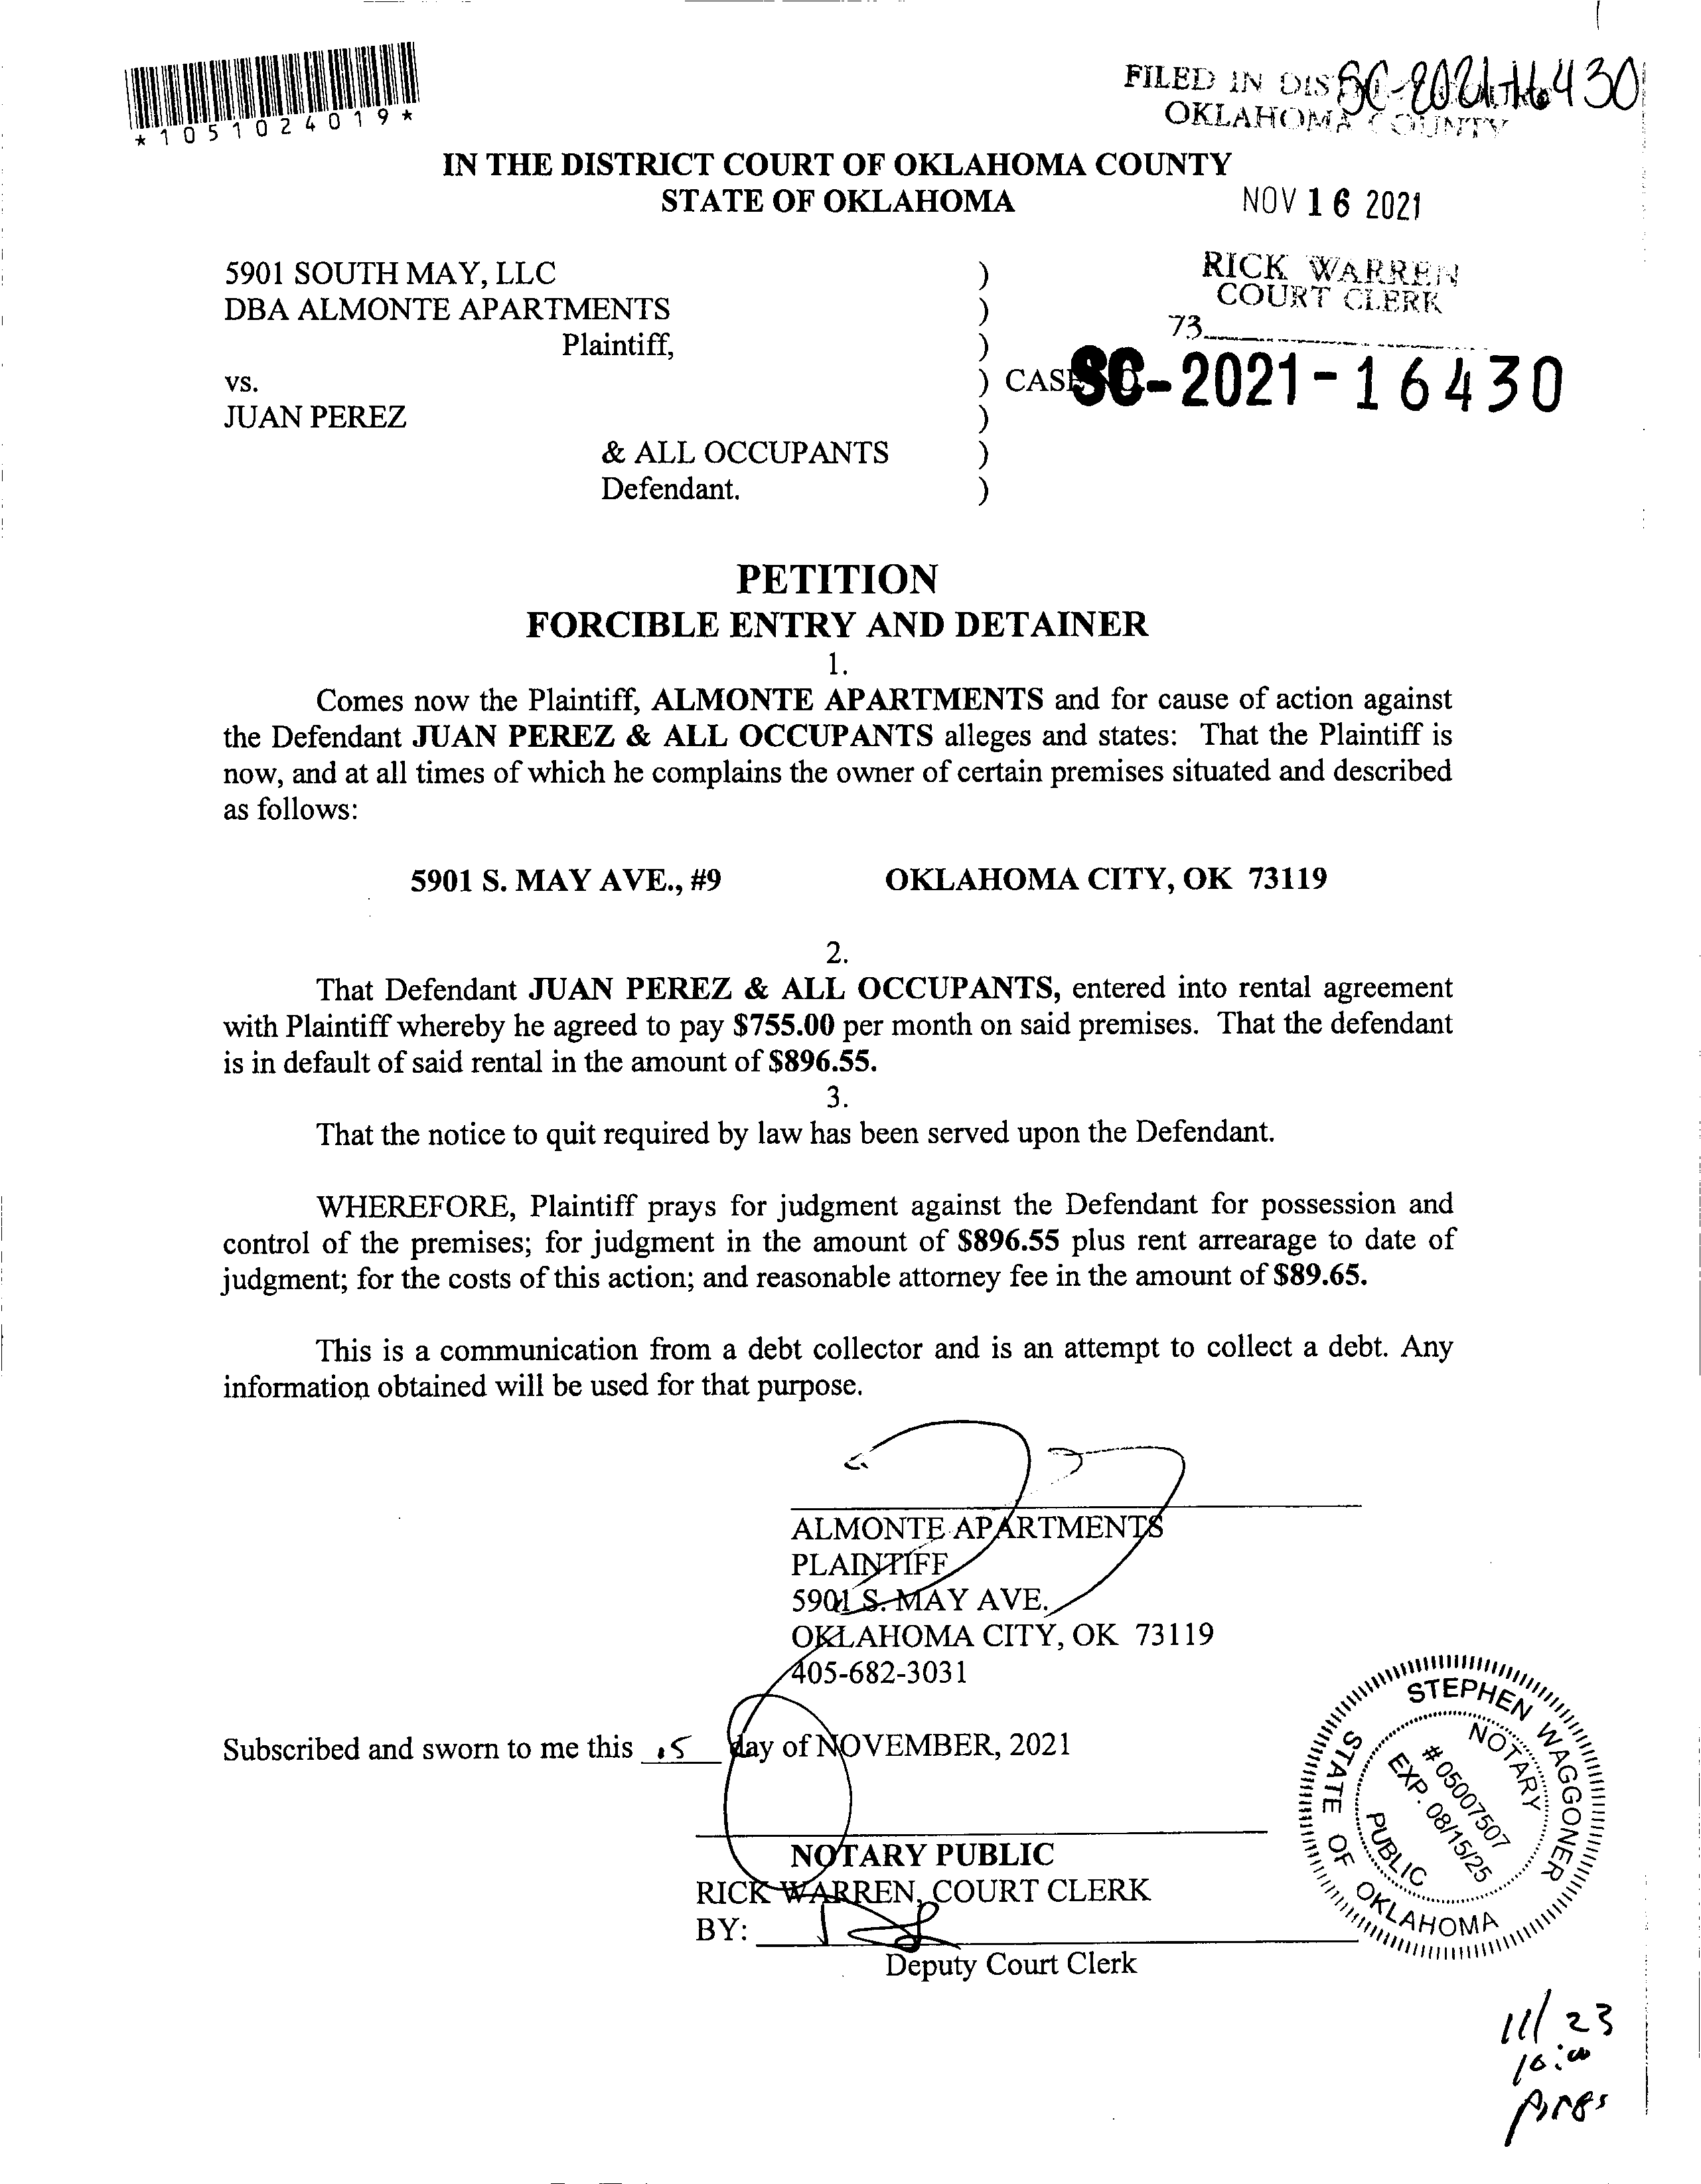 *1051024019*
FILED IN DIS
SC-2021-16430
OKLAHOMA COUNTY
IN THE DISTRICT COURT OF OKLAHOMA COUNTY
STATE OF OKLAHOMA
NOV 16 2021
5901 SOUTH MAY, LLC )
DBA ALMONTE APARTMENTS )
Plaintiff, )
RICK WARREN
COURT CLERK
73
vs. ) CASE NO.
SC-2021-16430
JUAN PEREZ )
& ALL OCCUPANTS )
Defendant. )
PETITION
FORCIBLE ENTRY AND DETAINER
1.
Comes now the Plaintiff, ALMONTE APARTMENTS and for cause of action against
the Defendant JUAN PEREZ & ALL OCCUPANTS alleges and states: That the Plaintiff is
now, and at all times of which he complains the owner of certain premises situated and described
as follows:
5901 S. MAY AVE., #9 OKLAHOMA CITY, OK 73119
2.
That Defendant JUAN PEREZ & ALL OCCUPANTS, entered into rental agreement
with Plaintiff whereby he agreed to pay $755.00 per month on said premises. That the defendant
is in default of said rental in the amount of $896.55.
3.
That the notice to quit required by law has been served upon the Defendant.
WHEREFORE, Plaintiff prays for judgment against the Defendant for possession and
control of the premises; for judgment in the amount of $896.55 plus rent arrearage to date of
judgment; for the costs of this action; and reasonable attorney fee in the amount of $89.65.
This is a communication from a debt collector and is an attempt to collect a debt. Any
information obtained will be used for that purpose.
ALMONTE APARTMENTS
PLAINTIFF
5901 S. MAY AVE.
OKLAHOMA CITY, OK 73119
405-682-3031
Subscribed and sworn to me this 15 day of NOVEMBER, 2021
NOTARY PUBLIC
RICK WARREN, COURT CLERK
BY:
Deputy Court Clerk
STEPHEN WAGGONER
NOTARY
# 05007507
EXP. 08/15/25
PUBLIC
STATE OF OKLAHOMA
11/23
10:00